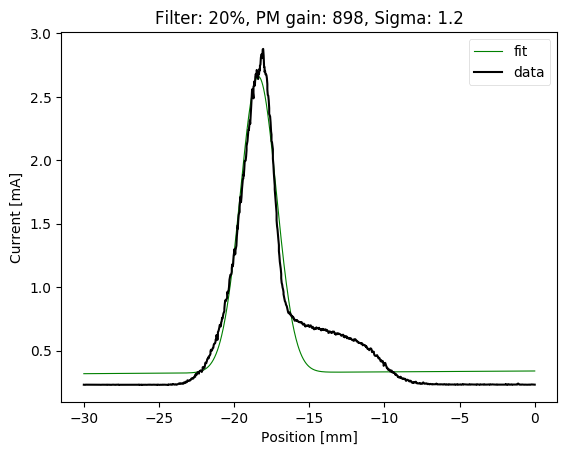 Filter: 20%, PM gain: 898, Sigma: 1.2
fit
data
3.0
2.5
2.0
1.5
1.0
0.5
Current [mA]
−30
−25
−20
−15
−10
−5
0
Position [mm]